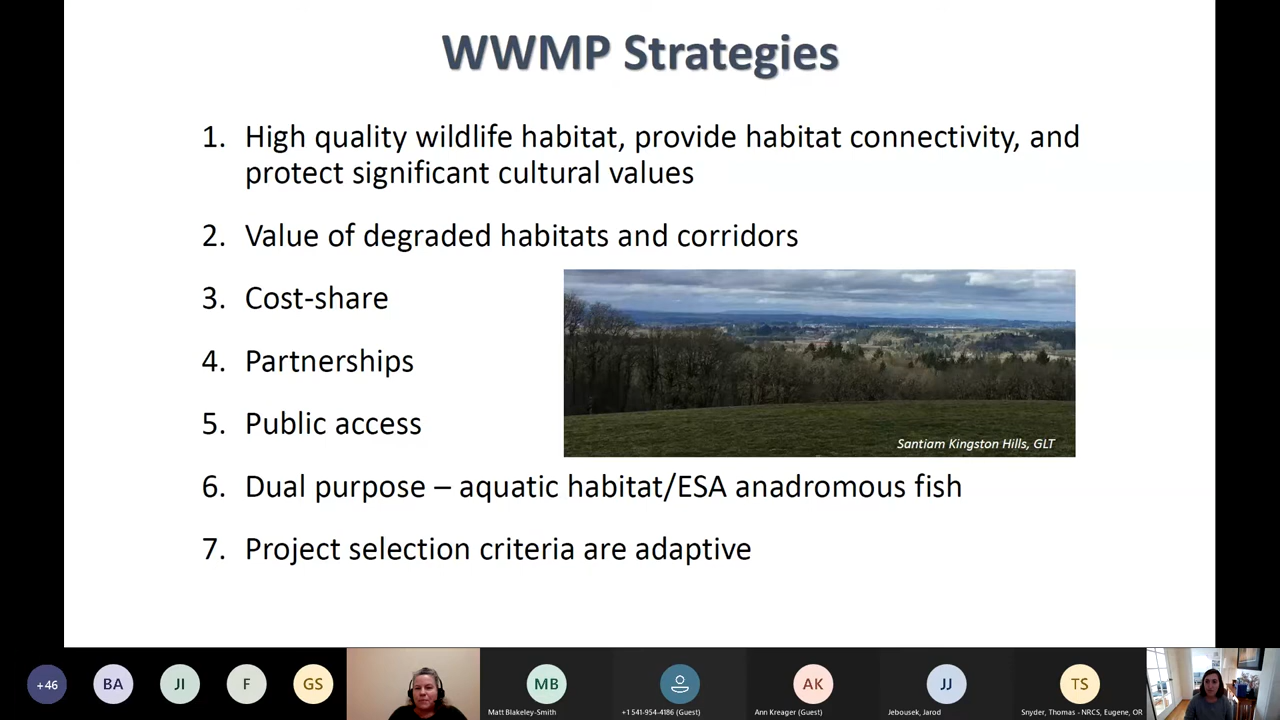 WWMP Strategies
1. High quality wildlife habitat, provide habitat connectivity, and
protect significant cultural values
2. Value of degraded habitats and corridors
3. Cost-share
4. Partnerships
5. Public access
Santiam Kingston Hills, GLT
6. Dual purpose – aquatic habitat/ESA anadromous fish
7. Project selection criteria are adaptive
+46
BA
JI
F
GS
MB
AK
JJ
TS
Matt Blakeley-Smith
+1 541-954-4186 (Guest)
Ann Kreager (Guest)
Jebousek, Jarod
Snyder, Thomas - NRCS, Eugene, OR